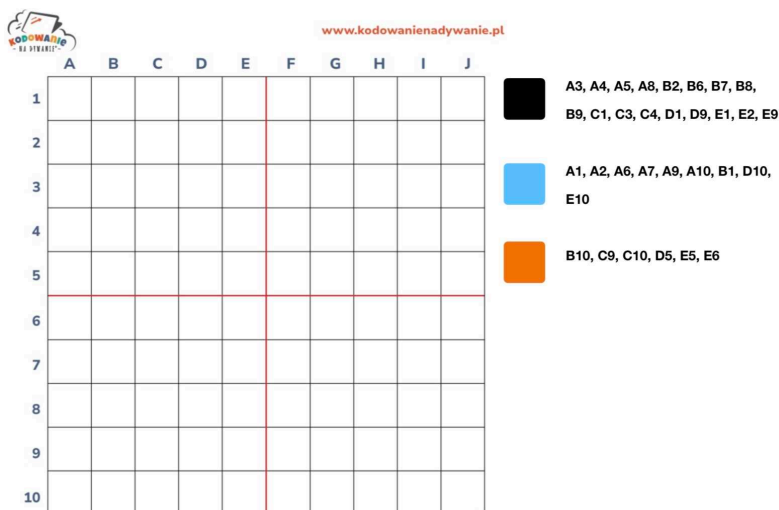 KODOWANIE
- NA DYWANIE -
www.kodowanienadywanie.pl
A B C D E F G H I J
1
2
3
4
5
6
7
8
9
10
A3, A4, A5, A8, B2, B6, B7, B8,
B9, C1, C3, C4, D1, D9, E1, E2, E9
A1, A2, A6, A7, A9, A10, B1, D10,
E10
B10, C9, C10, D5, E5, E6